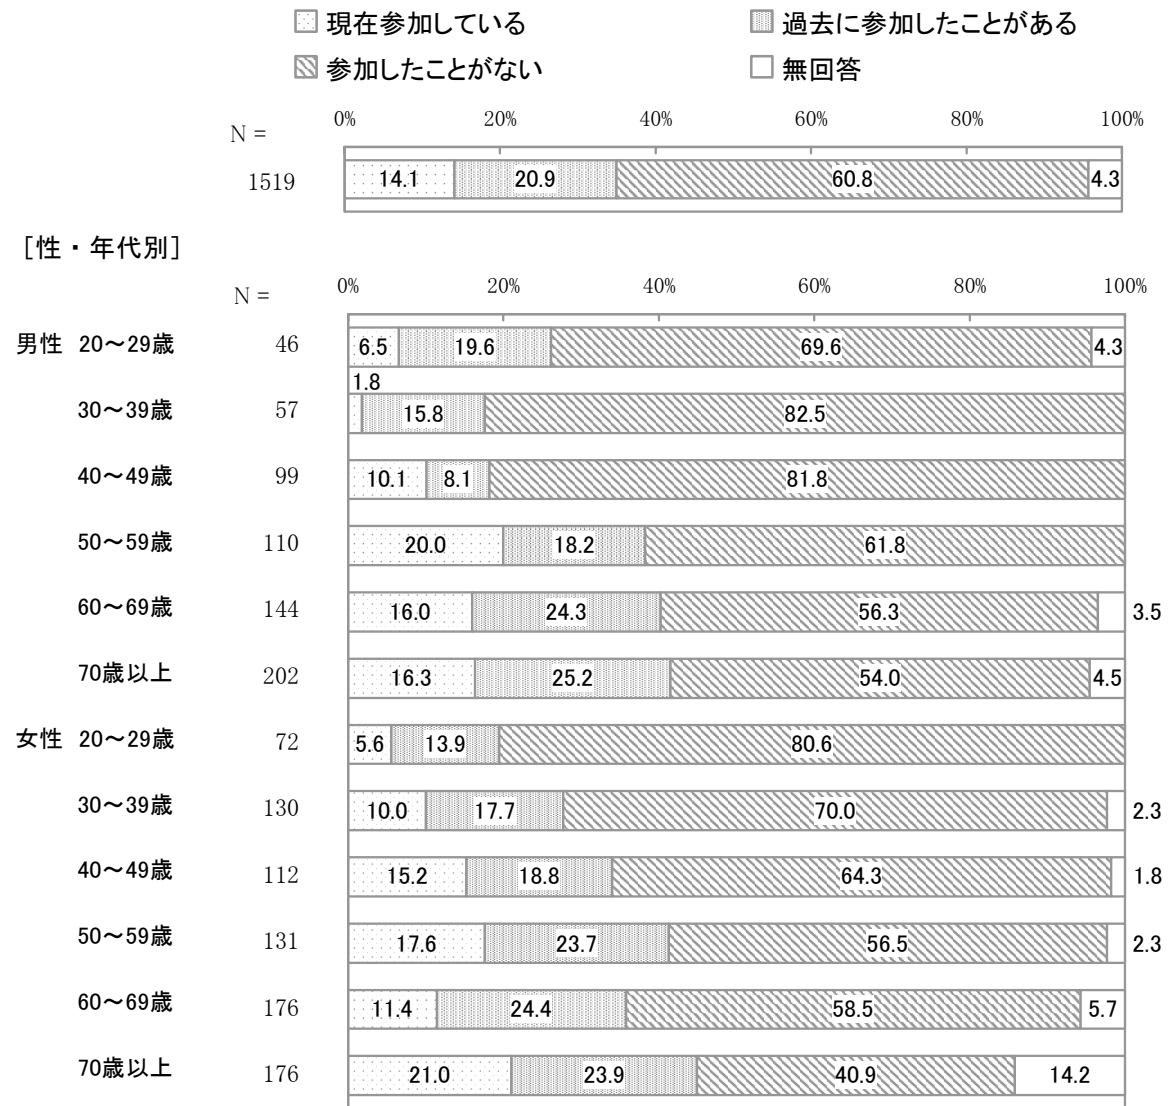 現在参加している 過去に参加したことがある
参加したことがない 無回答
N = 0% 20% 40% 60% 80% 100%
1519 14.1 20.9 60.8 4.3
［性・年代別］
N = 0% 20% 40% 60% 80% 100%
男性 20～29歳 46 6.5 19.6 69.6 4.3
1.8
30～39歳 57 15.8 82.5
40～49歳 99 10.1 8.1 81.8
50～59歳 110 20.0 18.2 61.8
60～69歳 144 16.0 24.3 56.3 3.5
70歳以上 202 16.3 25.2 54.0 4.5
女性 20～29歳 72 5.6 13.9 80.6
30～39歳 130 10.0 17.7 70.0 2.3
40～49歳 112 15.2 18.8 64.3 1.8
50～59歳 131 17.6 23.7 56.5 2.3
60～69歳 176 11.4 24.4 58.5 5.7
70歳以上 176 21.0 23.9 40.9 14.2